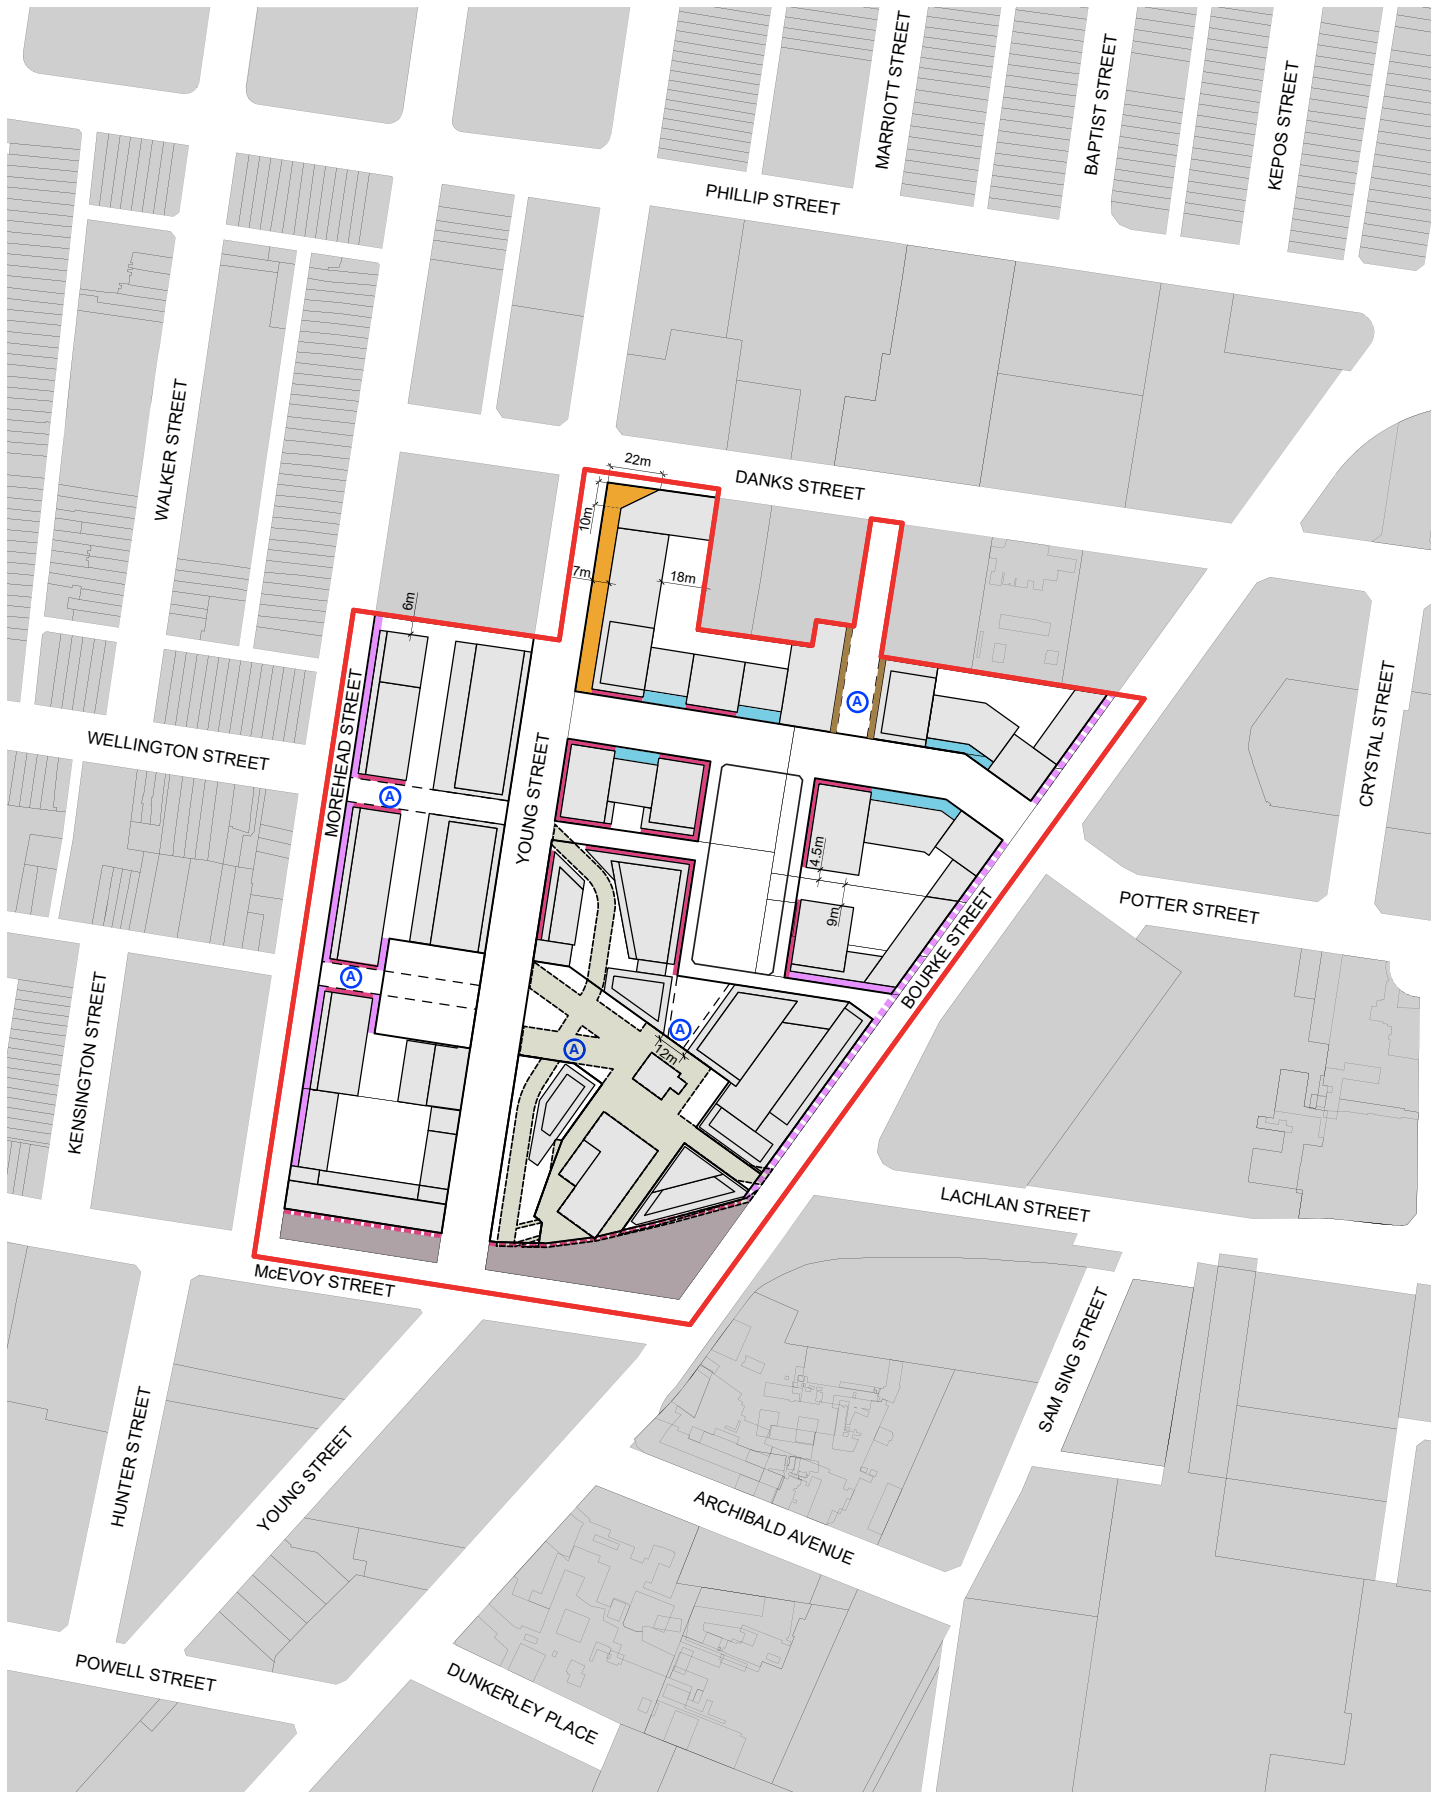 MARRIOTT STREET
BAPTIST STREET
KEPOS STREET
PHILLIP STREET
WALKER STREET
22m
DANKS STREET
10m
7m
18m
6m
MOREHEAD STREET
A
CRYSTAL STREET
WELLINGTON STREET
YOUNG STREET
A
4.5m
9m
POTTER STREET
BOURKE STREET
KENSINGTON STREET
A
A
A
12m
LACHLAN STREET
McEVOY STREET
SAM SING STREET
HUNTER STREET
YOUNG STREET
ARCHIBALD AVENUE
POWELL STREET
DUNKERLEY PLACE